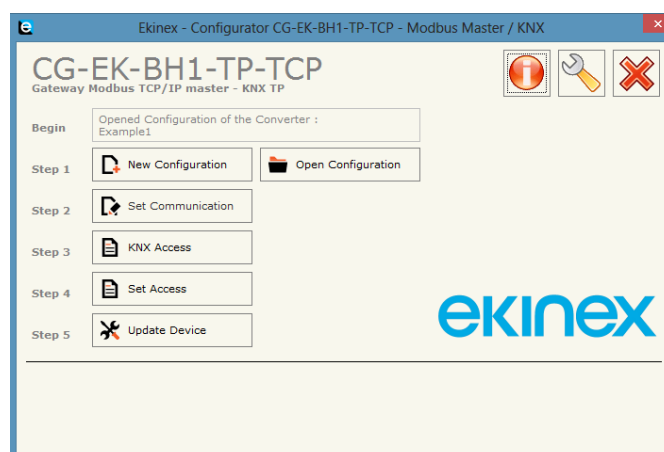 Ekinex - Configurator CG-EK-BH1-TP-TCP - Modbus Master / KNX
CG-EK-BH1-TP-TCP
Gateway Modbus TCP/IP master - KNX TP
Begin
Opened Configuration of the Converter :
Example1
Step 1
New Configuration
Open Configuration
Step 2
Set Communication
Step 3
KNX Access
Step 4
Set Access
Step 5
Update Device
ekinex